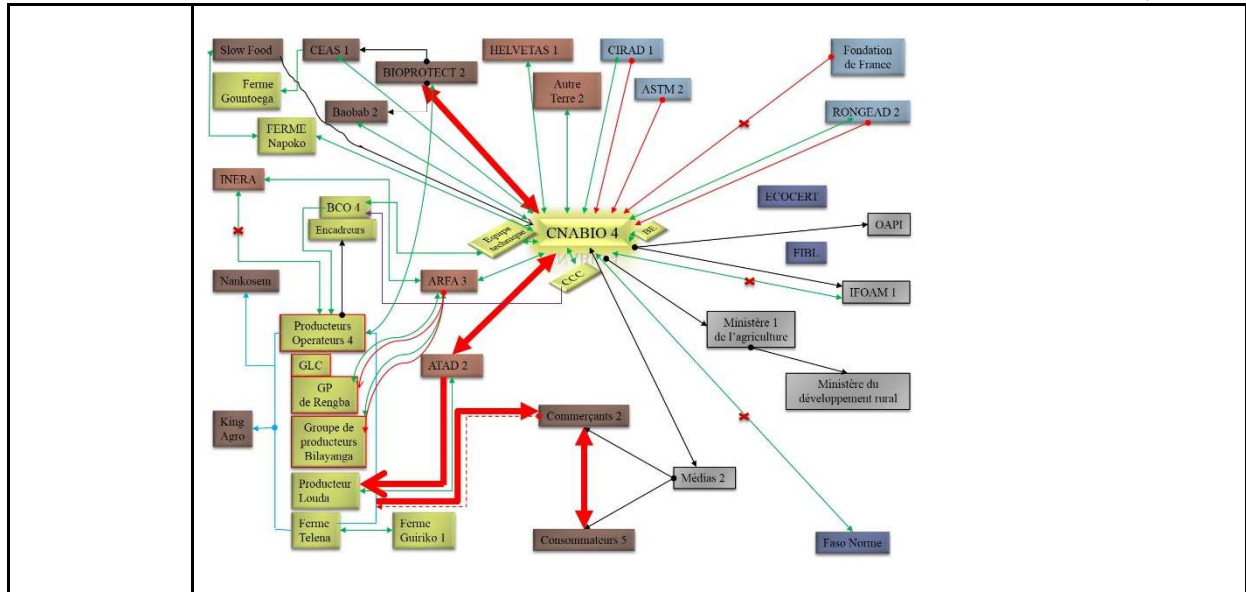 Slow Food
CEAS 1
HELVETAS 1
CIRAD 1
Fondation
de France
BIOPROTECT 2
Ferme
Gountoega
Autre
Terre 2
ASTM 2
Baobab 2
RONGEAD 2
FERME
Napoko
INERA
ECOCERT
BCO 4
Encadreurs
Equipe
technique
CNABIO 4
BE
OAPI
FIBL
CCC
Nankosem
ARFA 3
IFOAM 1
Producteurs
Operateurs 4
Ministère 1
de l’agriculture
GLC
ATAD 2
GP
de Rengba
Ministère du
développement rural
King
Agro
Groupe de
producteurs
Bilayanga
Commerçants 2
Producteur
Louda
Médias 2
Ferme
Telena
Ferme
Guiriko 1
Consommateurs 5
Faso Norme